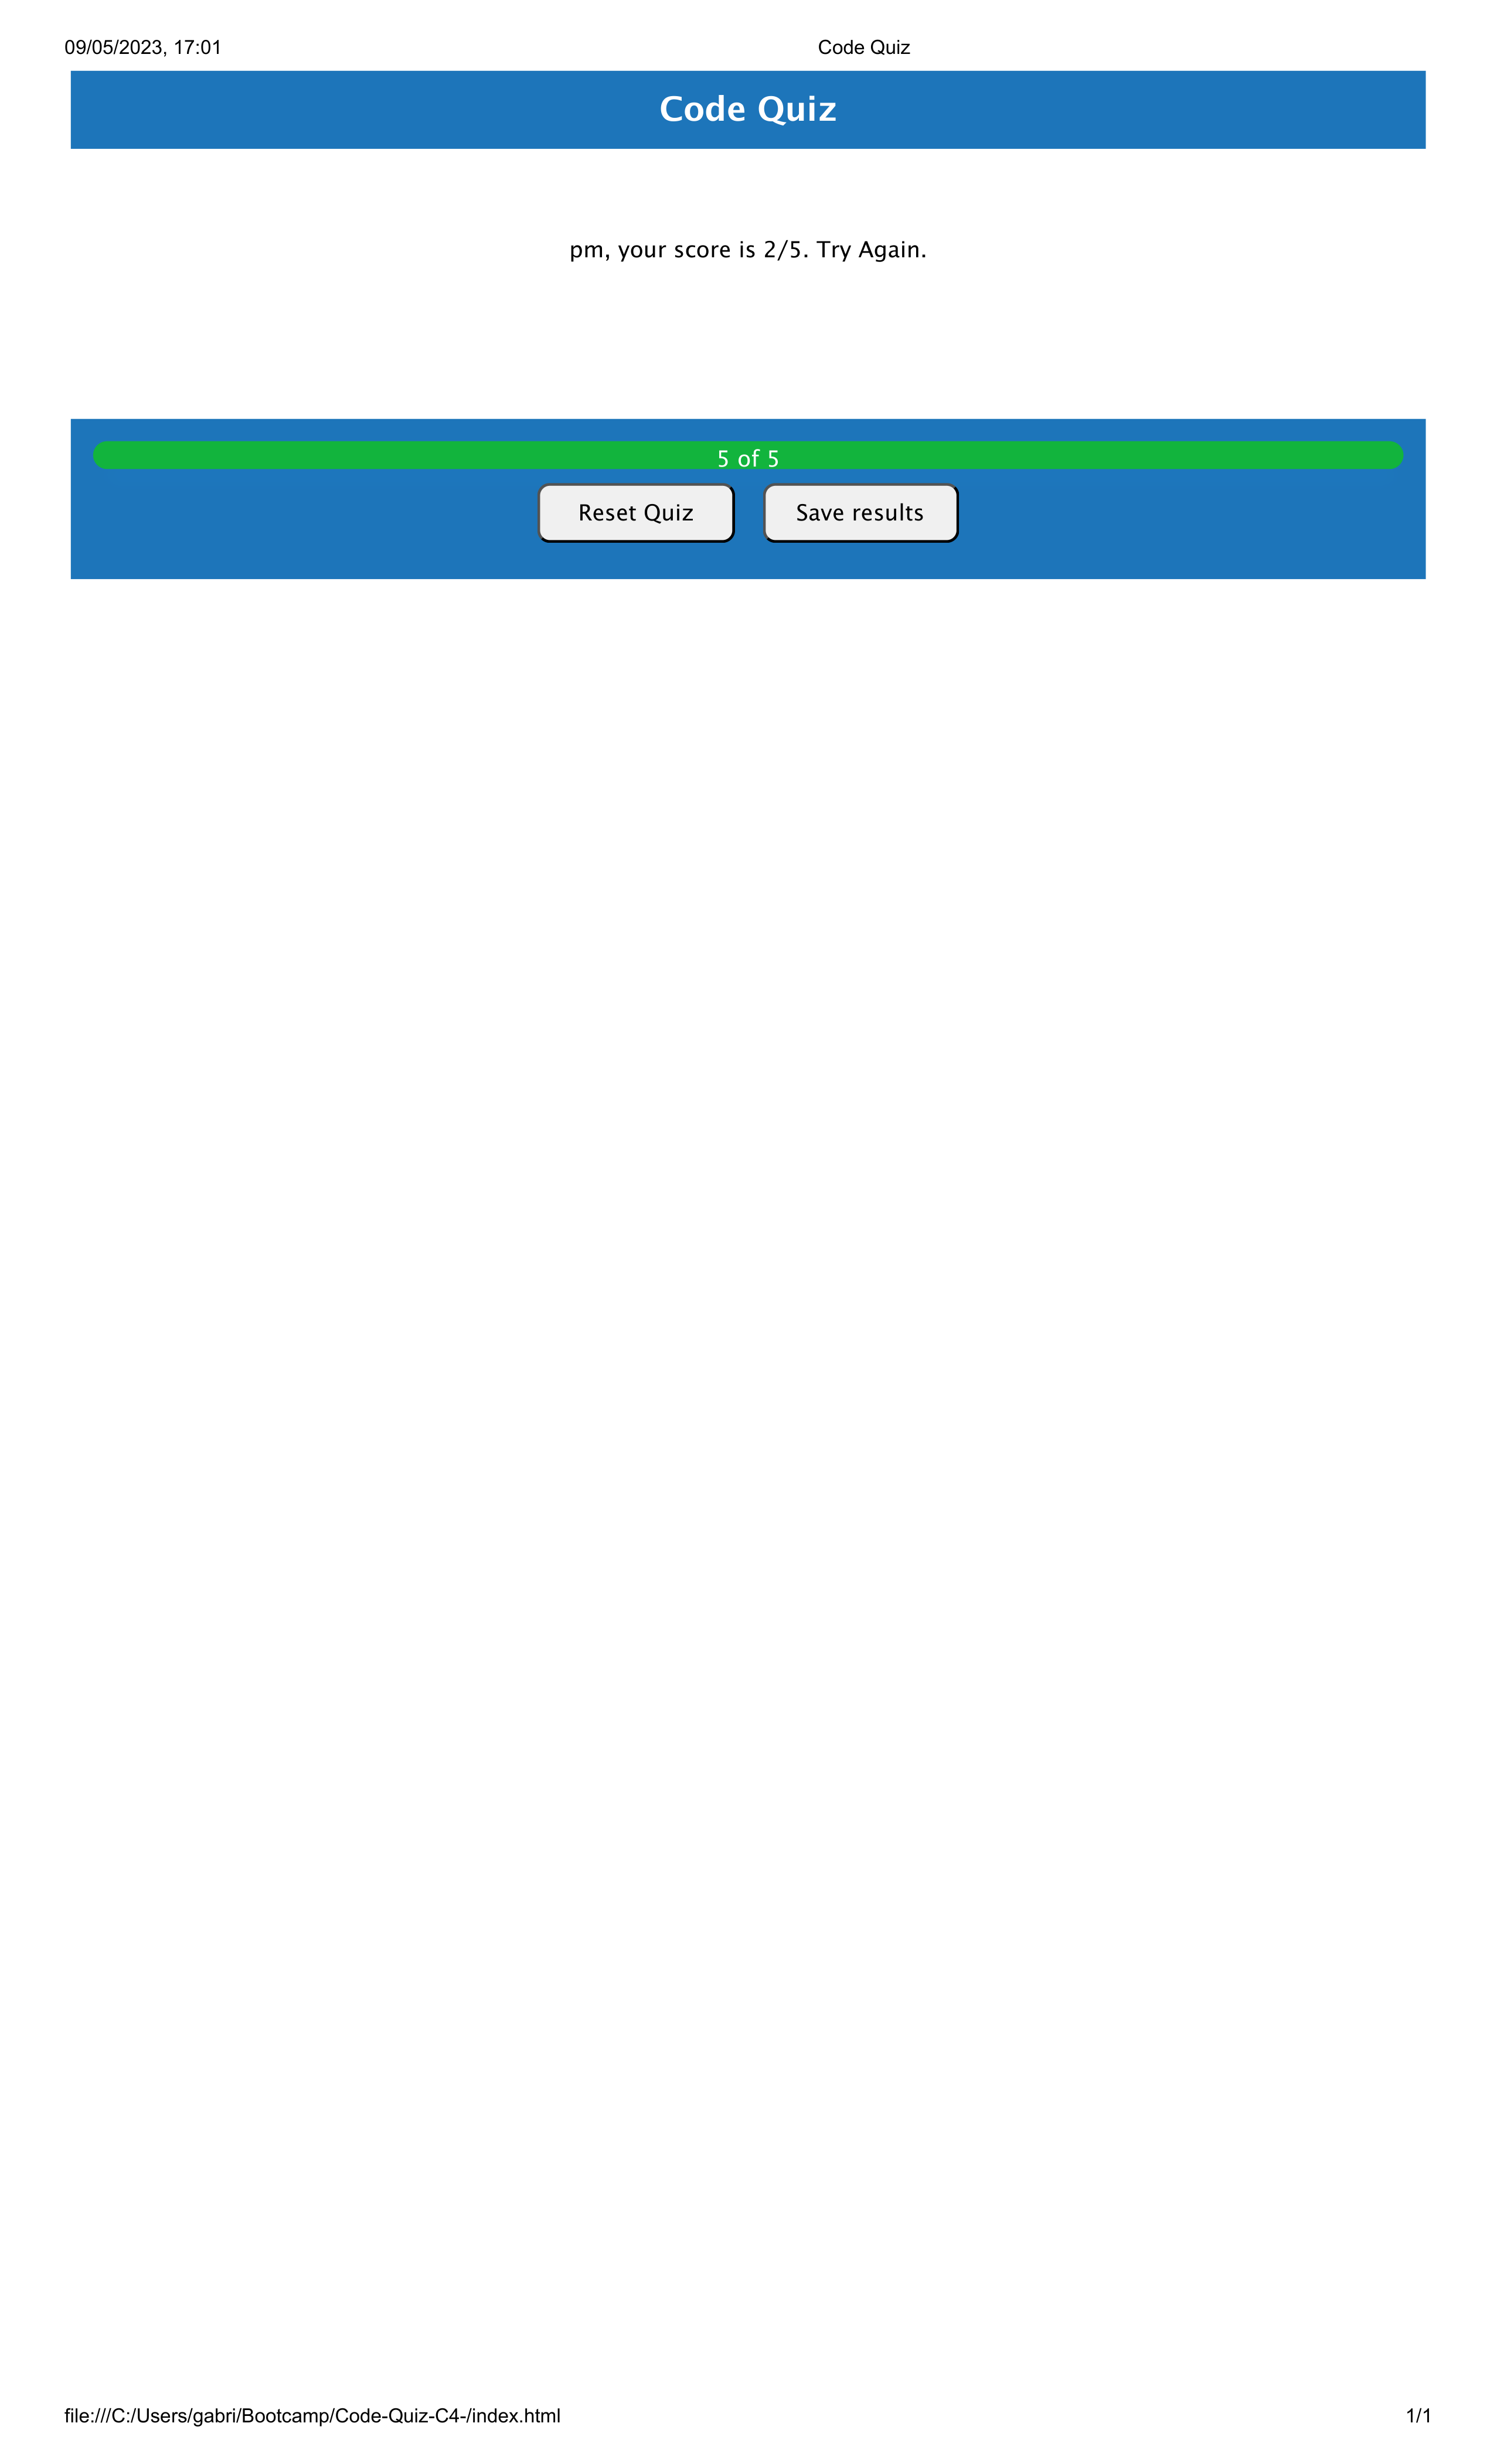 09/05/2023, 17:01 Code Quiz
Code Quiz
pm, your score is 2/5. Try Again.
5 of 5
Reset Quiz Save results
file:///C:/Users/gabri/Bootcamp/Code-Quiz-C4-/index.html 1/1